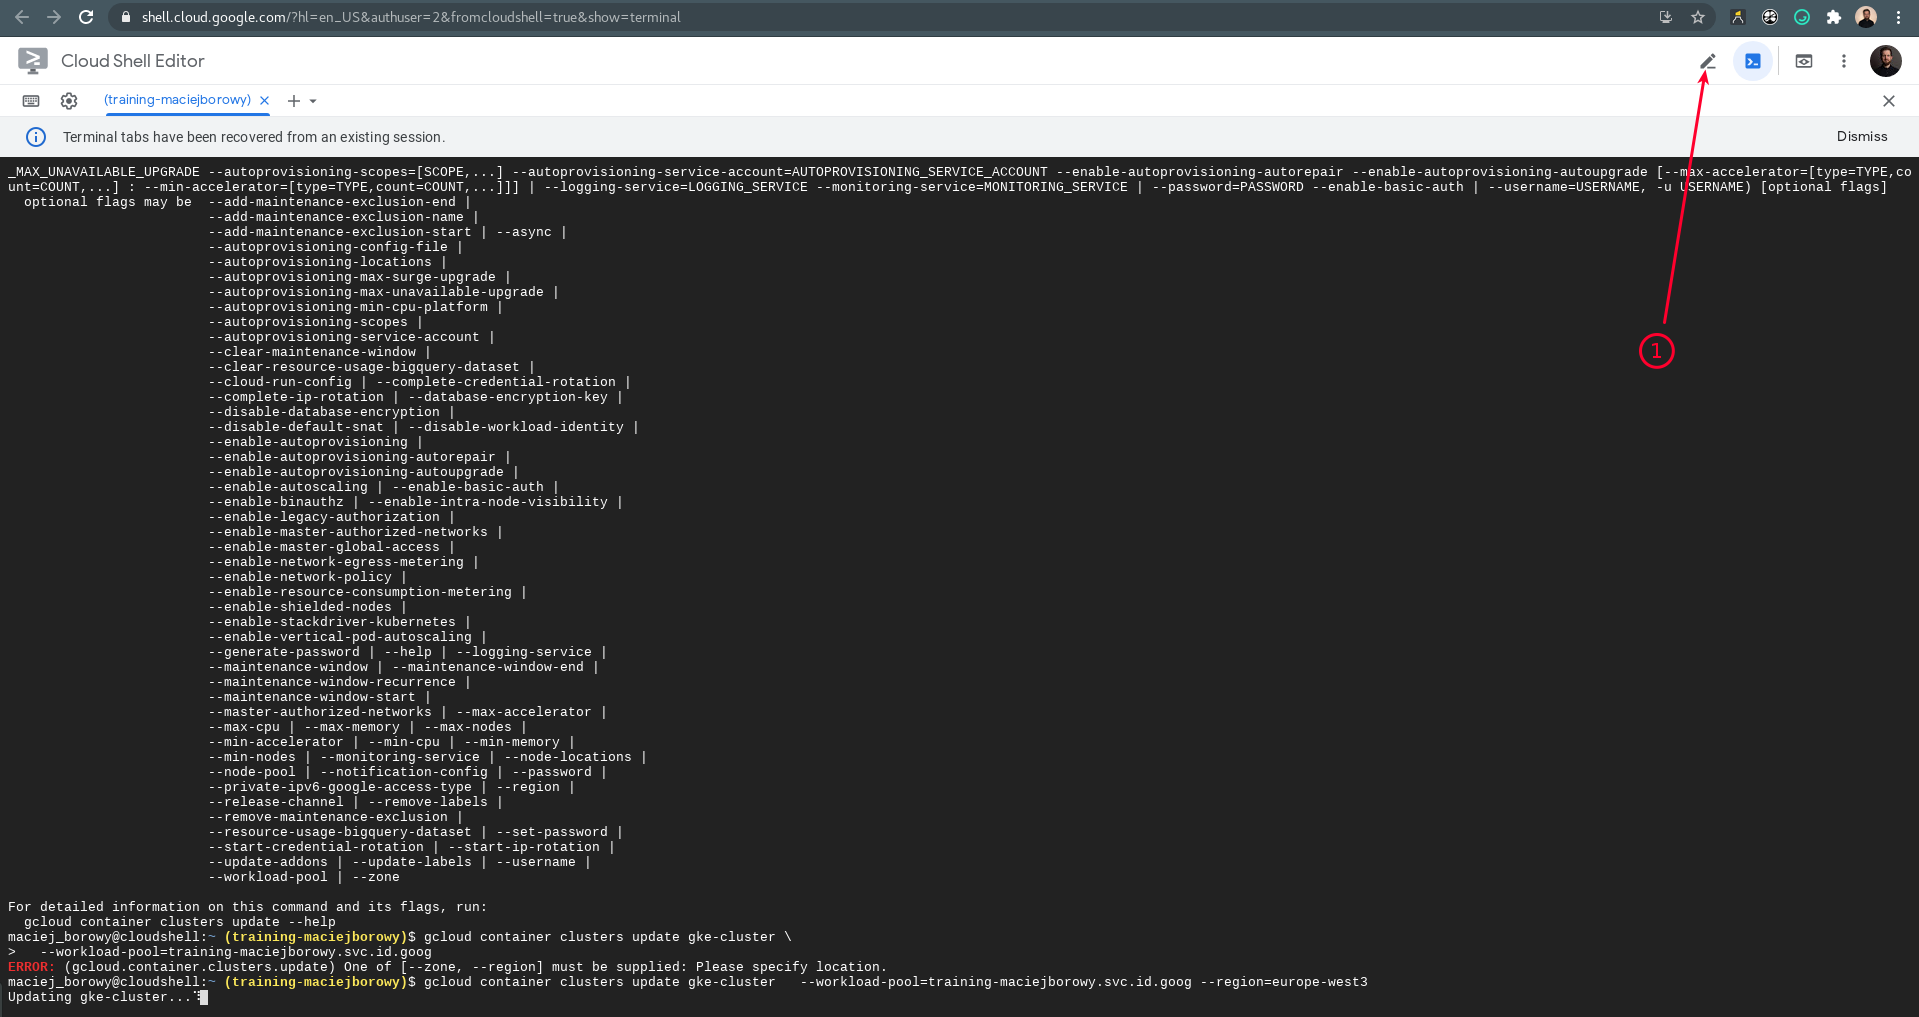 shell.cloud.google.com/?hl=en_US&authuser=2&fromcloudshell=true&show=terminal
Cloud Shell Editor
(training-maciejborowy)
Terminal tabs have been recovered from an existing session.
Dismiss
_MAX_UNAVAILABLE_UPGRADE --autoprovisioning-scopes=[SCOPE,...] --autoprovisioning-service-account=AUTOPROVISIONING_SERVICE_ACCOUNT --enable-autoprovisioning-autorepair --enable-autoprovisioning-autoupgrade [--max-accelerator=[type=TYPE,co
unt=COUNT,...] : --min-accelerator=[type=TYPE,count=COUNT,...]]] | --logging-service=LOGGING_SERVICE --monitoring-service=MONITORING_SERVICE | --password=PASSWORD --enable-basic-auth | --username=USERNAME, -u USERNAME) [optional flags]
optional flags may be  --add-maintenance-exclusion-end |
--add-maintenance-exclusion-name |
--add-maintenance-exclusion-start | --async |
--autoprovisioning-config-file |
--autoprovisioning-locations |
--autoprovisioning-max-surge-upgrade |
--autoprovisioning-max-unavailable-upgrade |
--autoprovisioning-min-cpu-platform |
--autoprovisioning-scopes |
--autoprovisioning-service-account |
--clear-maintenance-window |
--clear-resource-usage-bigquery-dataset |
--cloud-run-config | --complete-credential-rotation |
--complete-ip-rotation | --database-encryption-key |
--disable-database-encryption |
--disable-default-snat | --disable-workload-identity |
--enable-autoprovisioning |
--enable-autoprovisioning-autorepair |
--enable-autoprovisioning-autoupgrade |
--enable-autoscaling | --enable-basic-auth |
--enable-binauthz | --enable-intra-node-visibility |
--enable-legacy-authorization |
--enable-master-authorized-networks |
--enable-master-global-access |
--enable-network-egress-metering |
--enable-network-policy |
--enable-resource-consumption-metering |
--enable-shielded-nodes |
--enable-stackdriver-kubernetes |
--enable-vertical-pod-autoscaling |
--generate-password | --help | --logging-service |
--maintenance-window | --maintenance-window-end |
--maintenance-window-recurrence |
--maintenance-window-start |
--master-authorized-networks | --max-accelerator |
--max-cpu | --max-memory | --max-nodes |
--min-accelerator | --min-cpu | --min-memory |
--min-nodes | --monitoring-service | --node-locations |
--node-pool | --notification-config | --password |
--private-ipv6-google-access-type | --region |
--release-channel | --remove-labels |
--remove-maintenance-exclusion |
--resource-usage-bigquery-dataset | --set-password |
--start-credential-rotation | --start-ip-rotation |
--update-addons | --update-labels | --username |
--workload-pool | --zone
1
For detailed information on this command and its flags, run:
gcloud container clusters update --help
maciej_borowy@cloudshell:~ (training-maciejborowy)$ gcloud container clusters update gke-cluster \
>   --workload-pool=training-maciejborowy.svc.id.goog
ERROR: (gcloud.container.clusters.update) One of [--zone, --region] must be supplied: Please specify location.
maciej_borowy@cloudshell:~ (training-maciejborowy)$ gcloud container clusters update gke-cluster   --workload-pool=training-maciejborowy.svc.id.goog --region=europe-west3
Updating gke-cluster...